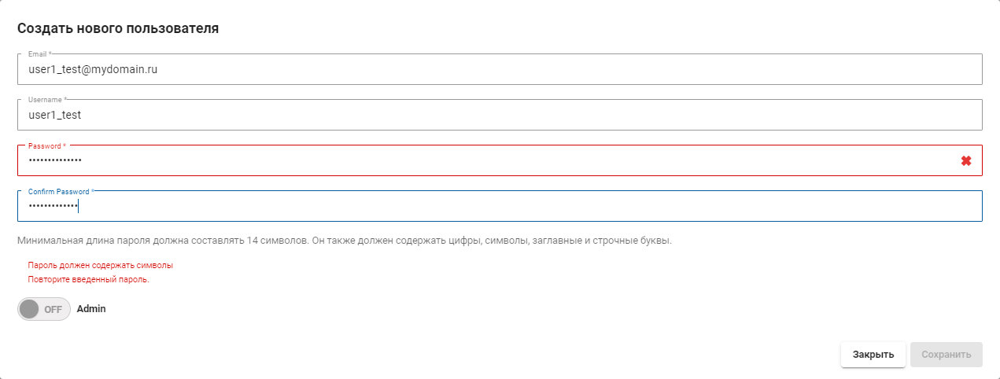 Создать нового пользователя
Email *
user1_test@mydomain.ru
Username *
user1_test
Password *
••••••••••••••
Confirm Password *
•••••••••••••
Минимальная длина пароля должна составлять 14 символов. Он также должен содержать цифры, символы, заглавные и строчные буквы.
Пароль должен содержать символы
Повторите введенный пароль.
OFF Admin
Закрыть Сохранить